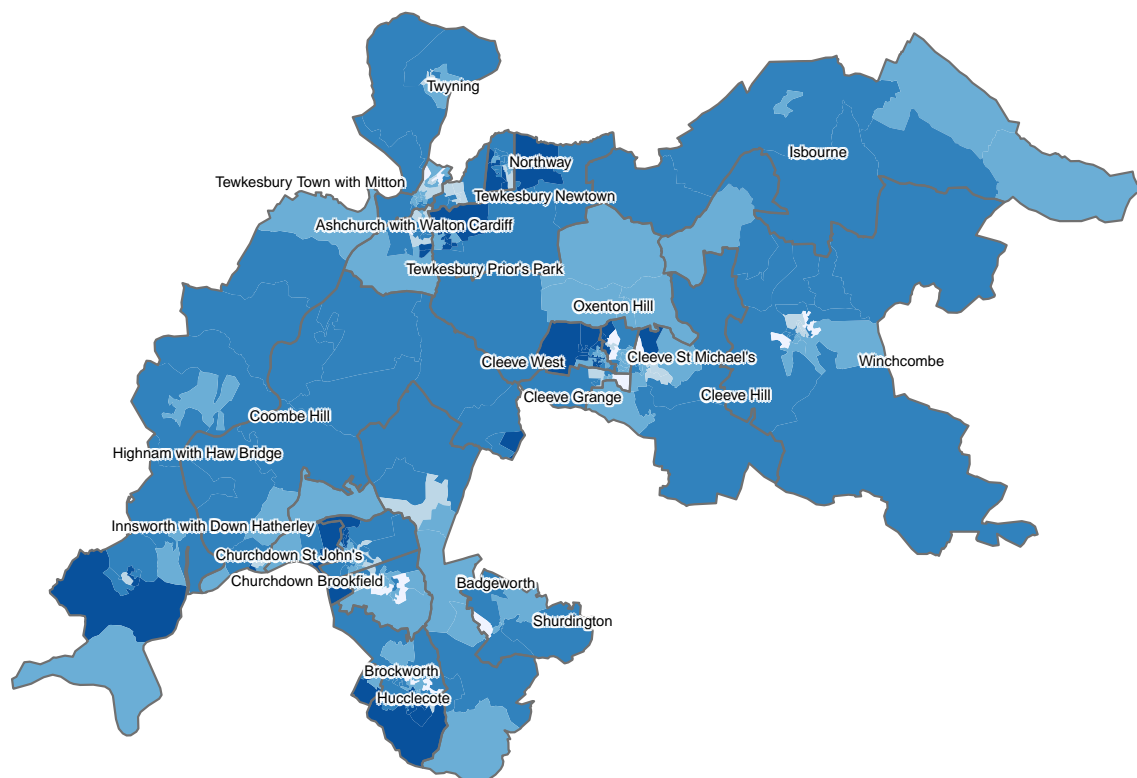 Twyning
Isbourne
Northway
Tewkesbury Town with Mitton
Tewkesbury Newtown
Ashchurch with Walton Cardiff
Tewkesbury Prior's Park
Oxenton Hill
Cleeve West
Cleeve St Michael's
Winchcombe
Cleeve Grange
Cleeve Hill
Coombe Hill
Highnam with Haw Bridge
Innsworth with Down Hatherley
Churchdown St John's
Churchdown Brookfield
Badgeworth
Shurdington
Brockworth
Hucclecote